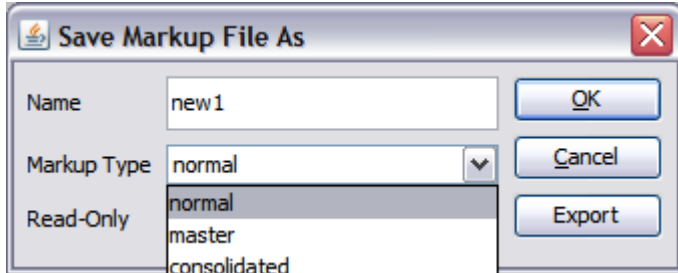 Save Markup File As
Name new1 OK
Markup Type normal Cancel
normal
Read-Only Export
master
consolidated